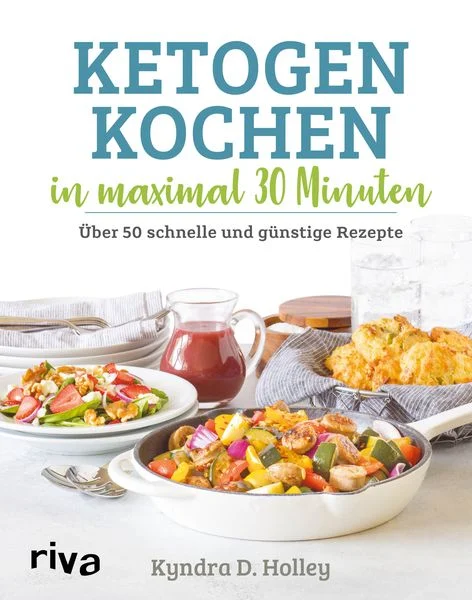 KETOGEN
KOCHEN
in maximal 30 Minuten
Über 50 schnelle und günstige Rezepte
riva
Kyndra D. Holley